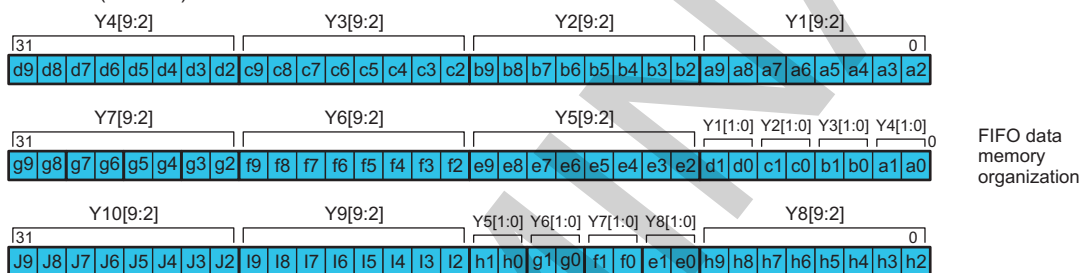 Y4[9:2] Y3[9:2] Y2[9:2] Y1[9:2]
31 0
d9 d8 d7 d6 d5 d4 d3 d2 c9 c8 c7 c6 c5 c4 c3 c2 b9 b8 b7 b6 b5 b4 b3 b2 a9 a8 a7 a6 a5 a4 a3 a2
Y7[9:2] Y6[9:2] Y5[9:2] Y1[1:0] Y2[1:0] Y3[1:0] Y4[1:0]
31 0
g9 g8 g7 g6 g5 g4 g3 g2 f9 f8 f7 f6 f5 f4 f3 f2 e9 e8 e7 e6 e5 e4 e3 e2 d1 d0 c1 c0 b1 b0 a1 a0
FIFO data
memory
organization
Y10[9:2] Y9[9:2] Y5[1:0] Y6[1:0] Y7[1:0] Y8[1:0] Y8[9:2]
31 0
J9 J8 J7 J6 J5 J4 J3 J2 I9 I8 I7 I6 I5 I4 I3 I2 h1 h0 g1 g0 f1 f0 e1 e0 h9 h8 h7 h6 h5 h4 h3 h2